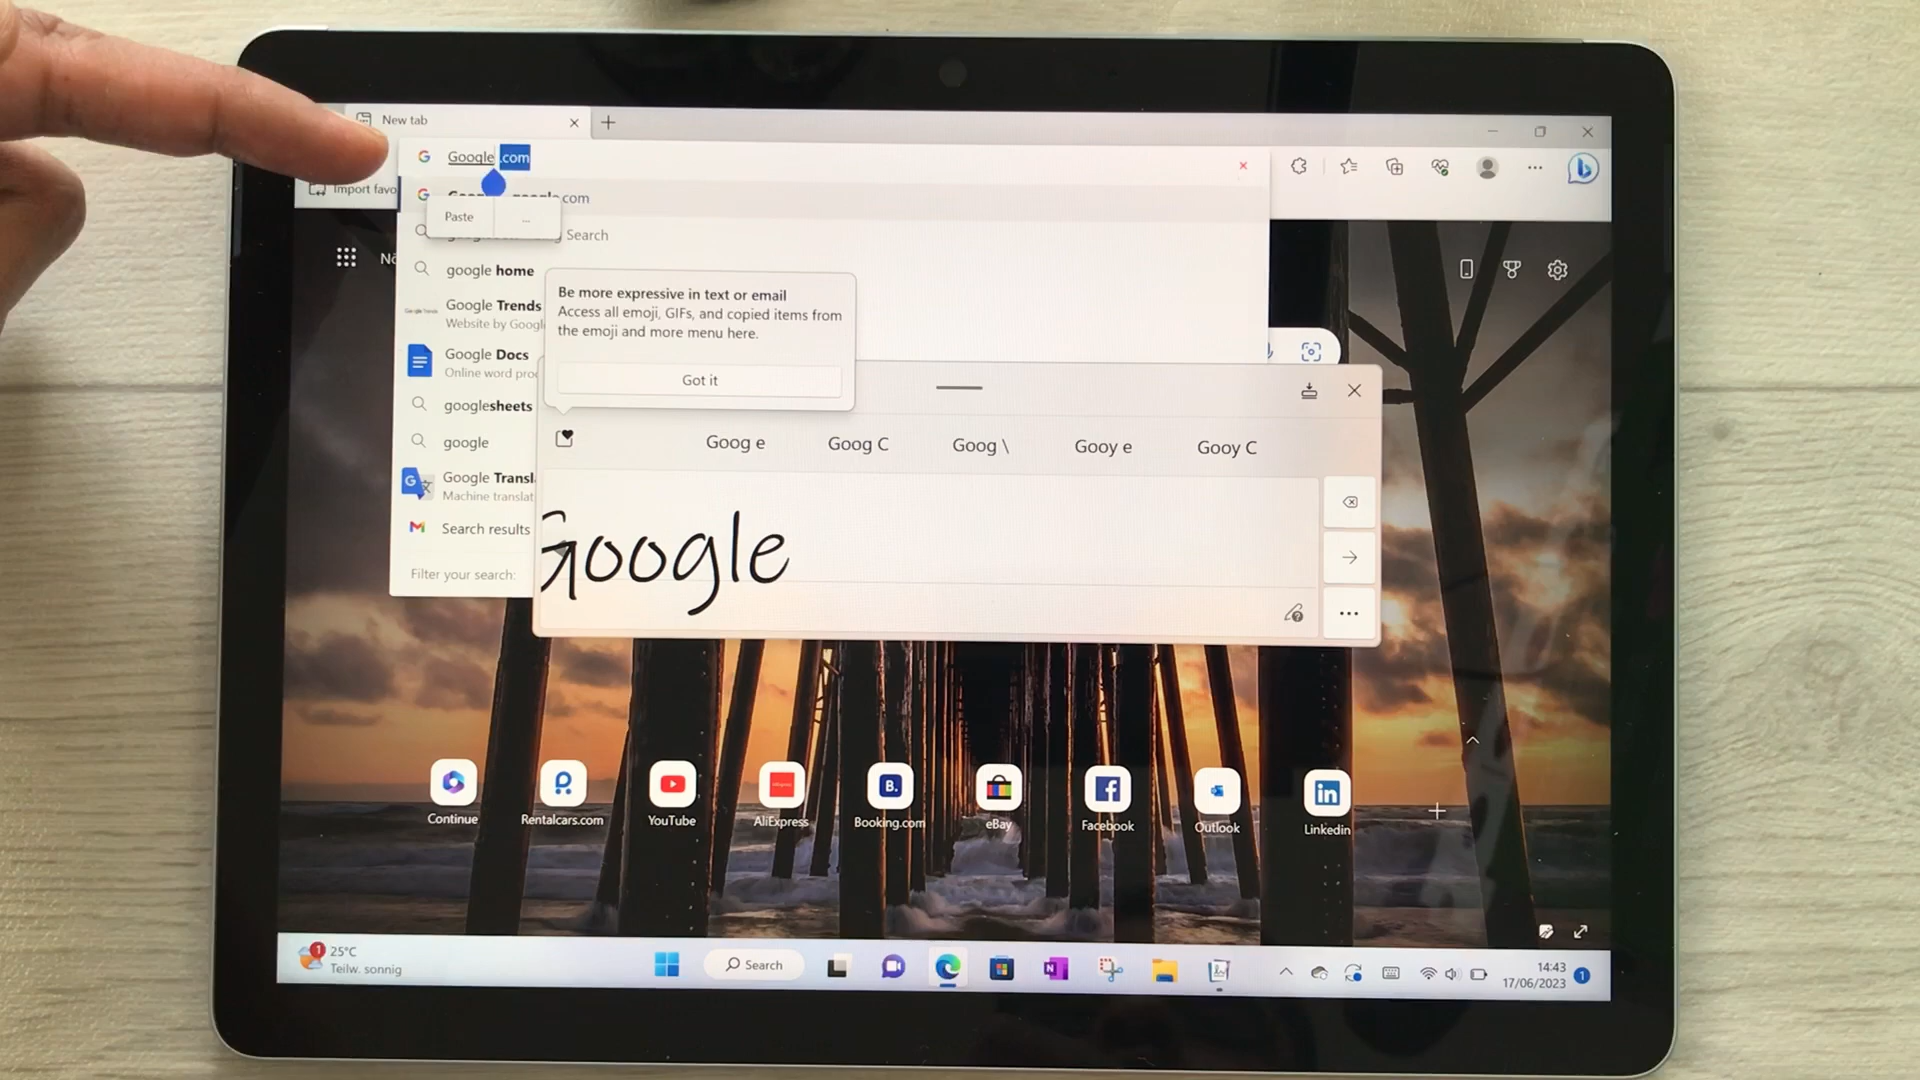 New tab
Google .com
Import favo
google.com
Paste ...
Search
google home
Google Trends
Website by Googl
Google Docs
Online word pro
googlesheets
google
Google Transl
Machine translat
Search results
Filter your search:
Be more expressive in text or email
Access all emoji, GIFs, and copied items from
the emoji and more menu here.
Got it
Goog e Goog C Goog \ Gooy e Gooy C
Google
Continue Rentalcars.com YouTube AliExpress Booking.com eBay Facebook Outlook Linkedin
1
25°C
Teilw. sonnig
Search
14:43
17/06/2023
1